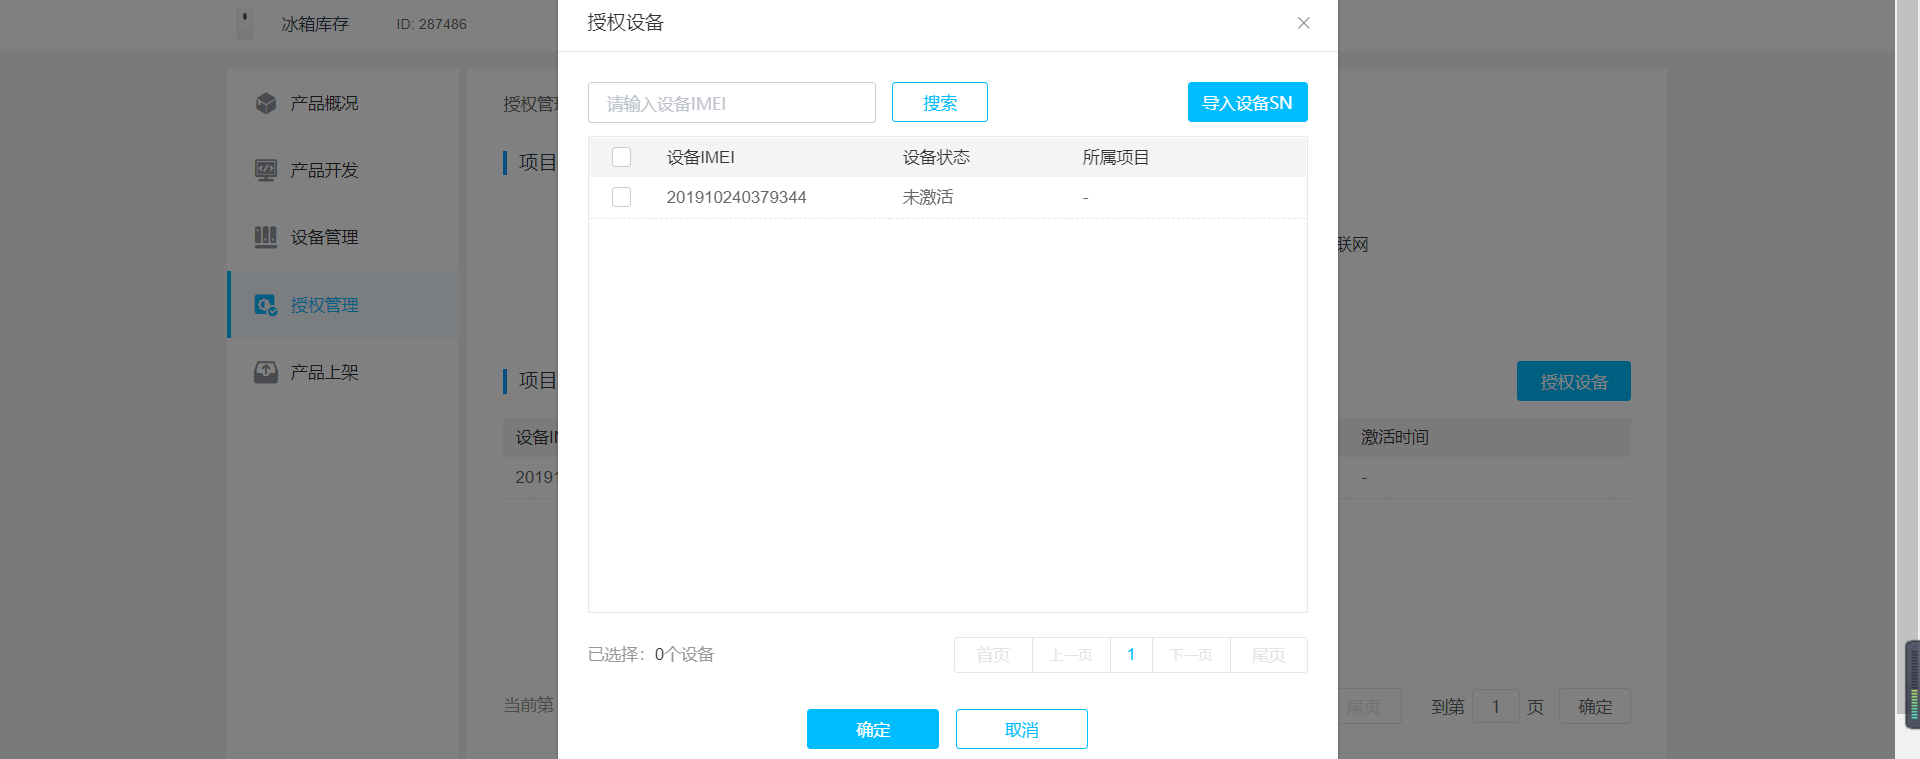 冰箱库存 ID: 287486
产品概况
产品开发
设备管理
授权管理
产品上架
授权管
项目
联网
项目
授权设备
设备I
激活时间
2019
-
当前第
尾页 到第 1 页 确定
授权设备
请输入设备IMEI 搜索 导入设备SN
设备IMEI 设备状态 所属项目
201910240379344 未激活 -
已选择: 0个设备
首页 上一页 1 下一页 尾页
确定 取消